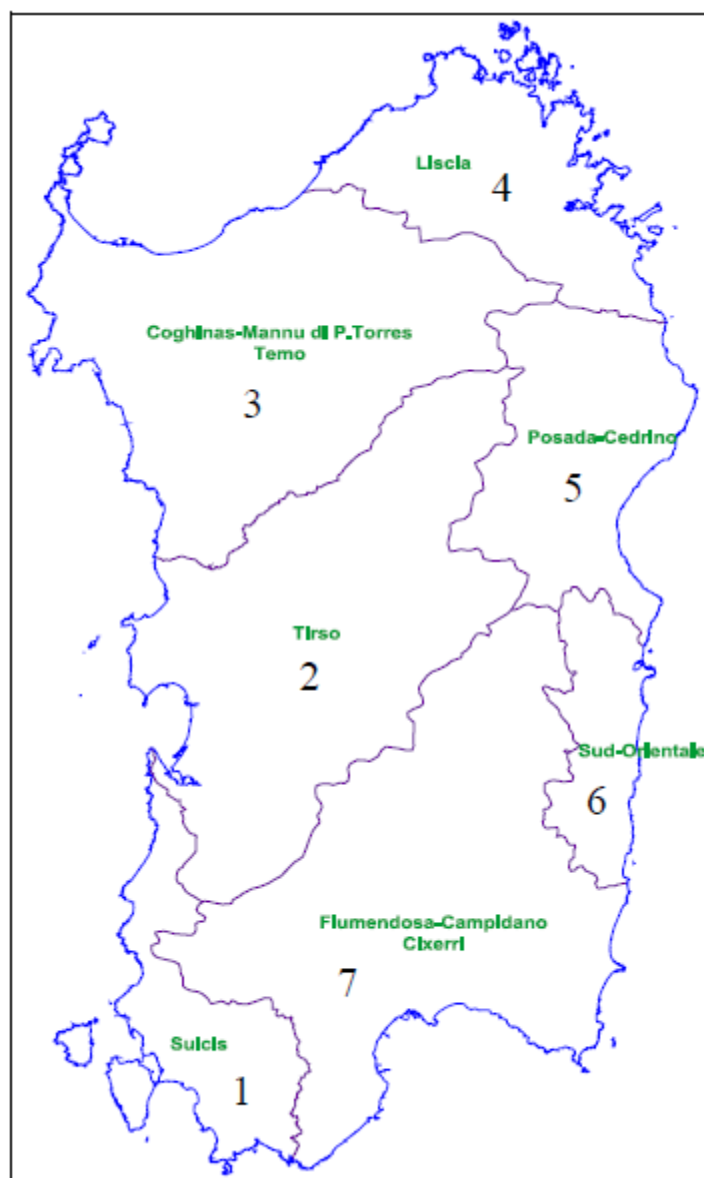 Liscia
4
Coghinas-Mannu di P.Torres
Temo
3
Posada-Cedrino
5
Tirso
2
Sud-Orientale
6
Flumendosa-Campidano
Cixerri
7
Sulcis
1